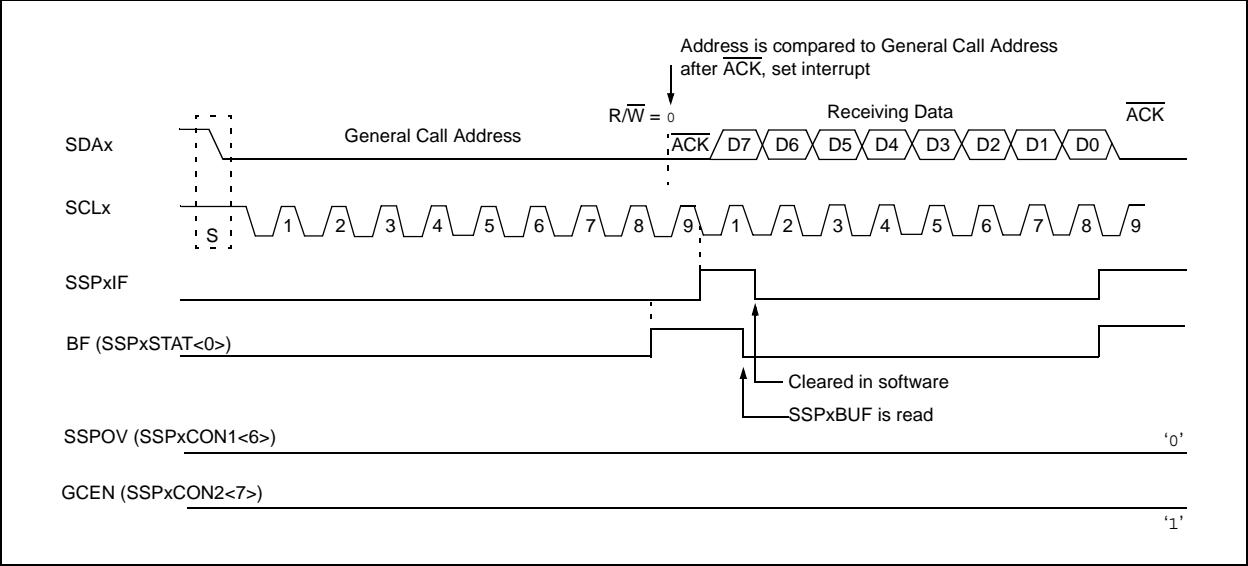 Address is compared to General Call Address
after ACK, set interrupt
R/W = 0
Receiving Data
ACK
SDAx
General Call Address
ACK D7 D6 D5 D4 D3 D2 D1 D0
SCLx
S
1 2 3 4 5 6 7 8 9 1 2 3 4 5 6 7 8 9
SSPxIF
BF (SSPxSTAT<0>)
Cleared in software
SSPxBUF is read
SSPOV (SSPxCON1<6>)
‘0’
GCEN (SSPxCON2<7>)
‘1’